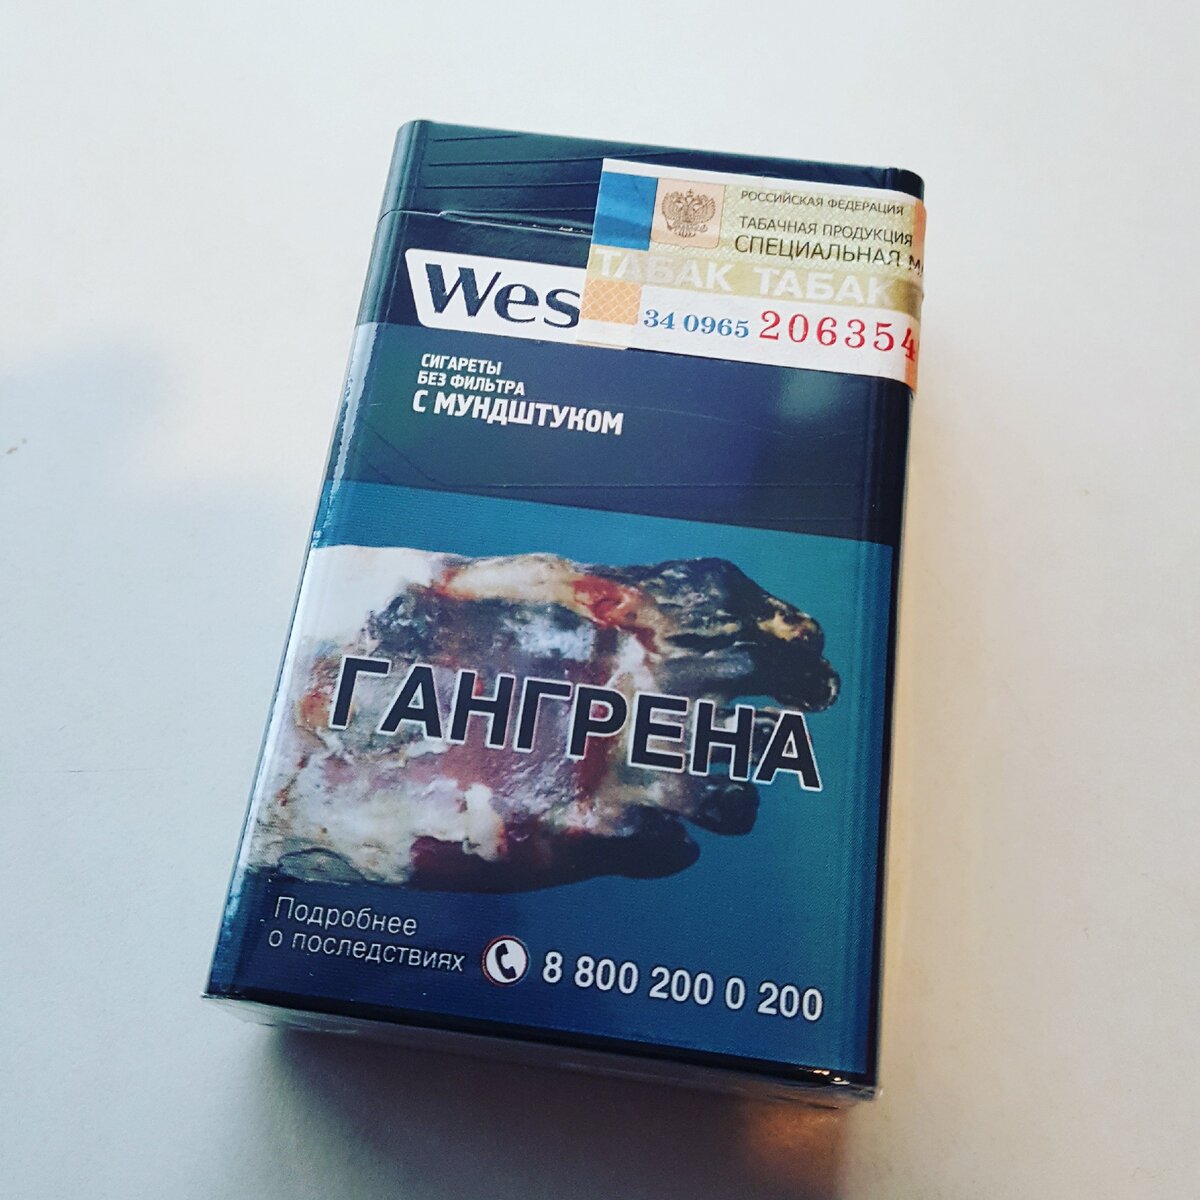 РОССИЙСКАЯ ФЕДЕРАЦИЯ
ТАБАЧНАЯ ПРОДУКЦИЯ
СПЕЦИАЛЬНАЯ М
ТАБАК ТАБАК
34 0965 206354
Wes
СИГАРЕТЫ
БЕЗ ФИЛЬТРА
С МУНДШТУКОМ
ГАНГРЕНА
Подробнее
о последствиях
8 800 200 0 200